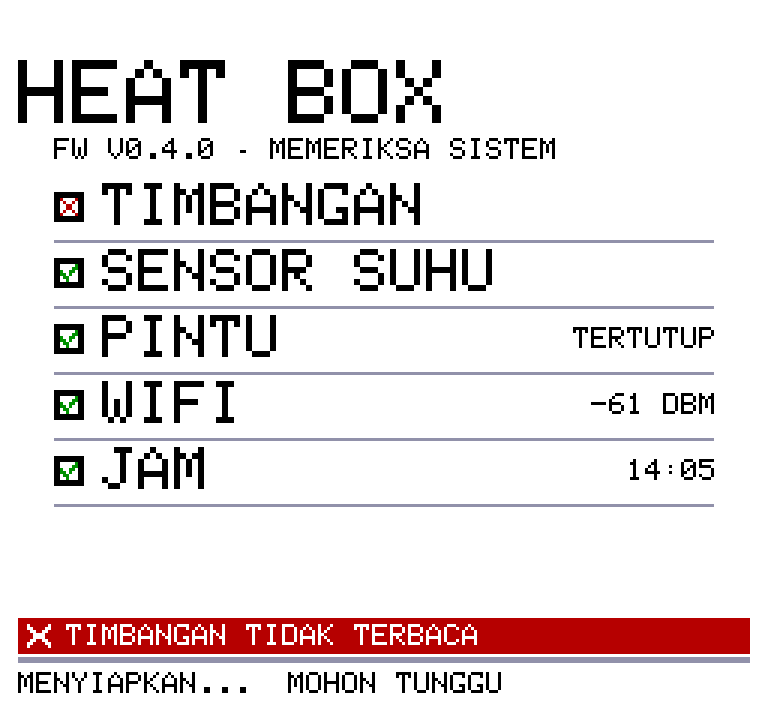 HEAT BOX
FW V0.4.0 - MEMERIKSA SISTEM
TIMBANGAN
SENSOR SUHU
PINTU TERTUTUP
WIFI -61 DBM
JAM 14:05
TIMBANGAN TIDAK TERBACA
MENYIAPKAN... MOHON TUNGGU